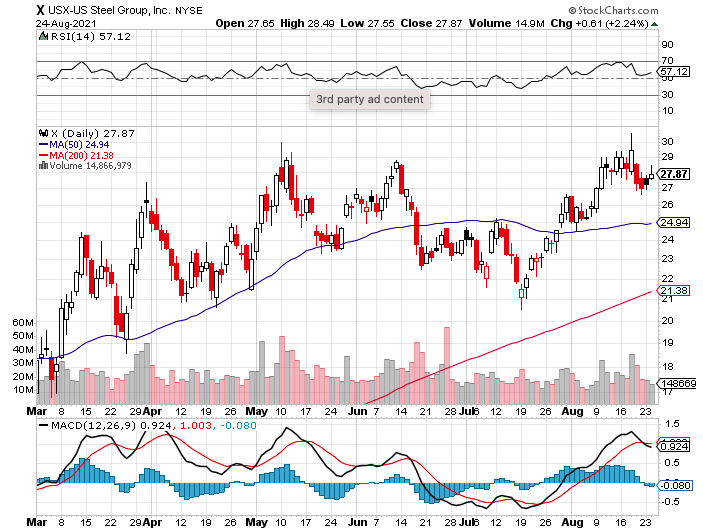 X USX-US Steel Group, Inc. NYSE © StockCharts.com
24-Aug-2021 Open 27.65 High 28.49 Low 27.55 Close 27.87 Volume 14.9M Chg +0.61 (+2.24%)
RSI(14) 57.12
90
70
57.12
50
30
10
3rd party ad content
X (Daily) 27.87
MA(50) 24.94
MA(200) 21.38
Volume 14,866,979
30
29
28
27.87
27
26
25
24.94
24
23
22
21.38
21
20
19
18
17
60M
50M
40M
30M
20M
10M
148669
Mar 8 15 22 29 Apr 12 19 26 May 10 17 24 Jun 7 14 21 28 Jul 6 12 19 26 Aug 9 16 23
MACD(12,26,9) 0.924, 1.003, -0.080
1.5
0.924
0.5
0.0
-0.080
-0.5
Mar 8 15 22 29 Apr 12 19 26 May 10 17 24 Jun 7 14 21 28 Jul 6 12 19 26 Aug 9 16 23